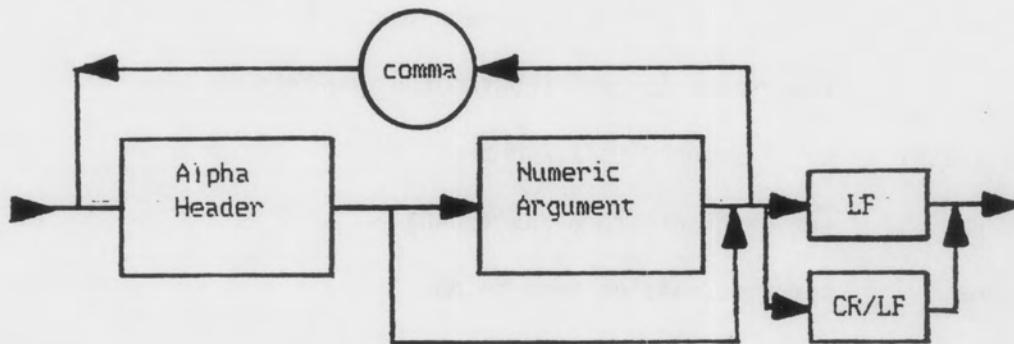 comma
Alpha
Header
Numeric
Argument
LF
CR/LF